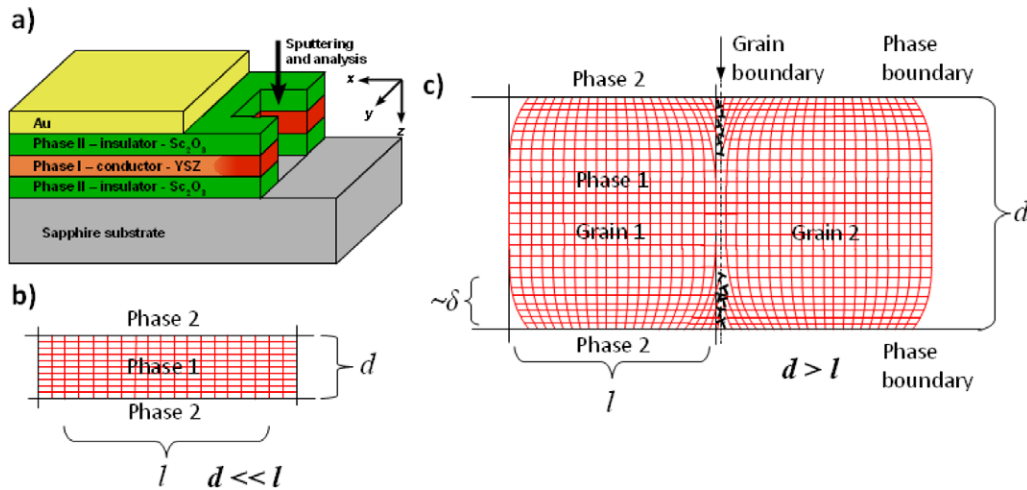 a)
Sputtering
and analysis
x
y
z
Au
Phase II – insulator - Sc₂O₃
Phase I – conductor - YSZ
Phase II – insulator - Sc₂O₃
Sapphire substrate
b)
Phase 2
Phase 1
d
Phase 2
l
d << l
c)
Phase 2
Grain
boundary
Phase
boundary
Phase 1
Grain 1
Grain 2
d
~δ
Phase 2
d > l
Phase
boundary
l